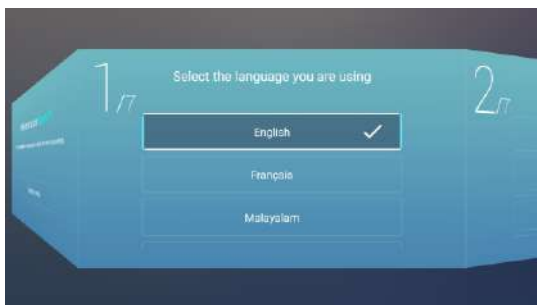 1/7
Select the language you are using
English
Français
Malayalam
2/7